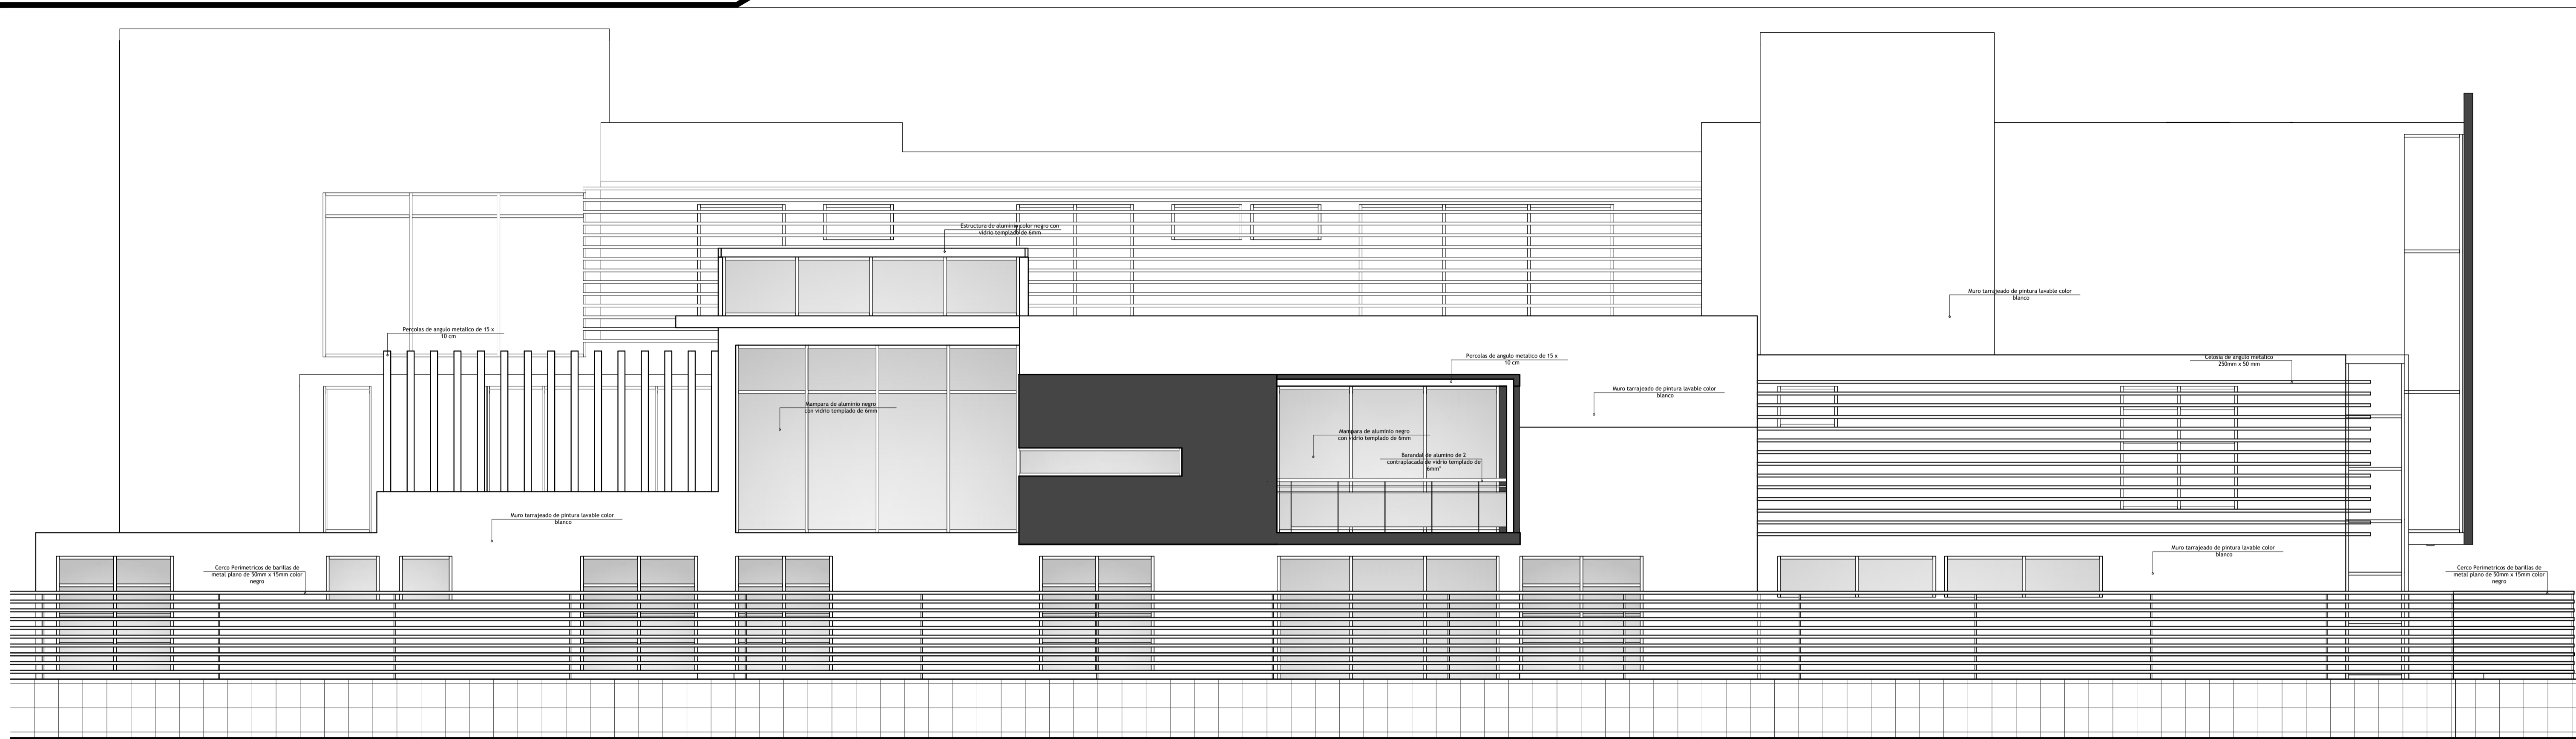 Estructura de aluminio color negro con
vidrio templado de 6mm
Muro tarrajeado de pintura lavable color
blanco
Percolas de angulo metalico de 15 x
10 cm
Percolas de angulo metalico de 15 x
10 cm
Celosia de angulo metalico
250mm x 50 mm
Muro tarrajeado de pintura lavable color
blanco
Mampara de aluminio negro
con vidrio templado de 6mm
Mampara de aluminio negro
con vidrio templado de 6mm
Barandal de alumino de 2
contraplacada de vidrio templado de
6mm"
Muro tarrajeado de pintura lavable color
blanco
Muro tarrajeado de pintura lavable color
blanco
Cerco Perimetricos de barillas de
metal plano de 50mm x 15mm color
negro
Cerco Perimetricos de barillas de
metal plano de 50mm x 15mm color
negro